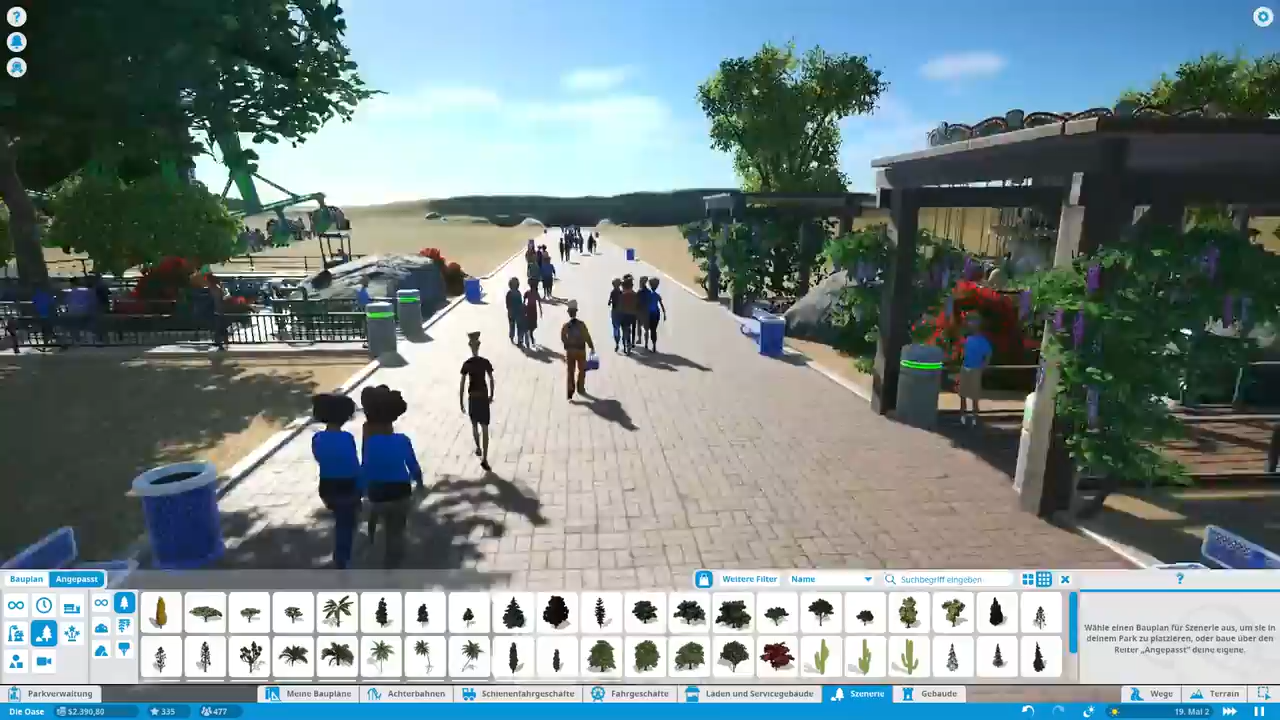 Bauplan Angepasst
Weitere Filter Name Suchbegriff eingeben
Wähle einen Bauplan für Szenerie aus, um sie in
deinem Park zu platzieren, oder baue über den
Reiter „Angepasst" deine eigene.
Parkverwaltung Meine Baupläne Achterbahnen Schienenfahrgeschäfte Fahrgeschäfte Läden und Servicegebäude Szenerie Gebäude Wege Terrain
Die Oase $2.390,80 335 477 19. Mai 2